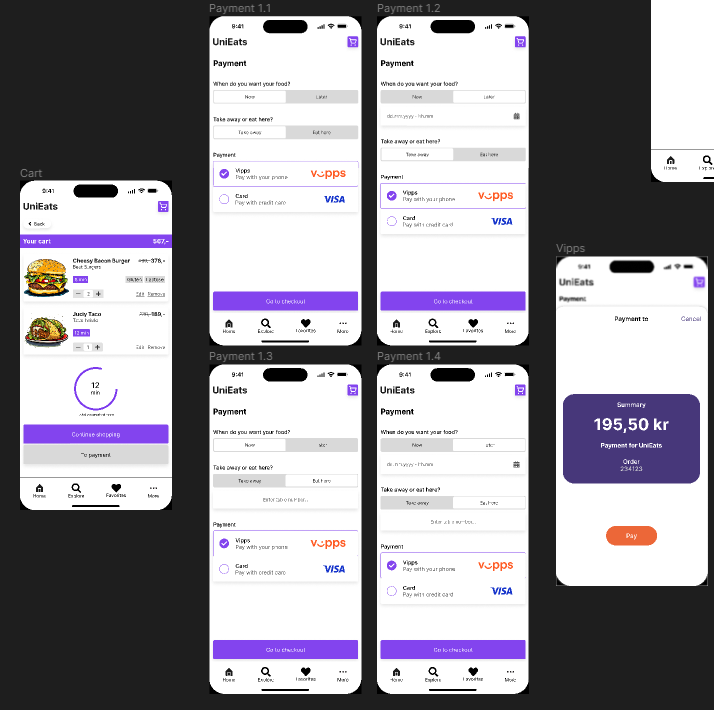 Cart
9:41
UniEats
Back
Your cart 567,-
Cheesy Bacon Burger 378,-
Beat Burgers
5 min Gluten Lactose
2 Edit Remove
Juciy Taco 189,-
10 min
1 Edit Remove
12
min
Continue shopping
To payment
Home Explore Favorites More
Payment 1.1
9:41
UniEats
Payment
When do you want your food?
Now Later
Take away or eat here?
Take away Eat here
Payment
Vipps
Pay with your phone
vipps
Card
Pay with credit card
VISA
Go to checkout
Home Explore Favorites More
Payment 1.2
9:41
UniEats
Payment
When do you want your food?
Now Later
dd.mm.yyyy - hh.mm
Take away or eat here?
Take away Eat here
Payment
Vipps
Pay with your phone
vipps
Card
Pay with credit card
VISA
Go to checkout
Home Explore Favorites More
Payment 1.3
9:41
UniEats
Payment
When do you want your food?
Now Later
Take away or eat here?
Take away Eat here
Enter table number...
Payment
Vipps
Pay with your phone
vipps
Card
Pay with credit card
VISA
Go to checkout
Home Explore Favorites More
Payment 1.4
9:41
UniEats
Payment
When do you want your food?
Now Later
dd.mm.yyyy - hh.mm
Take away or eat here?
Take away Eat here
Enter table number...
Payment
Vipps
Pay with your phone
vipps
Card
Pay with credit card
VISA
Go to checkout
Home Explore Favorites More
Home
Vipps
9:41
UniEats
Payment
Payment to Cancel
Summary
195,50 kr
Payment for UniEats
Order
234123
Pay